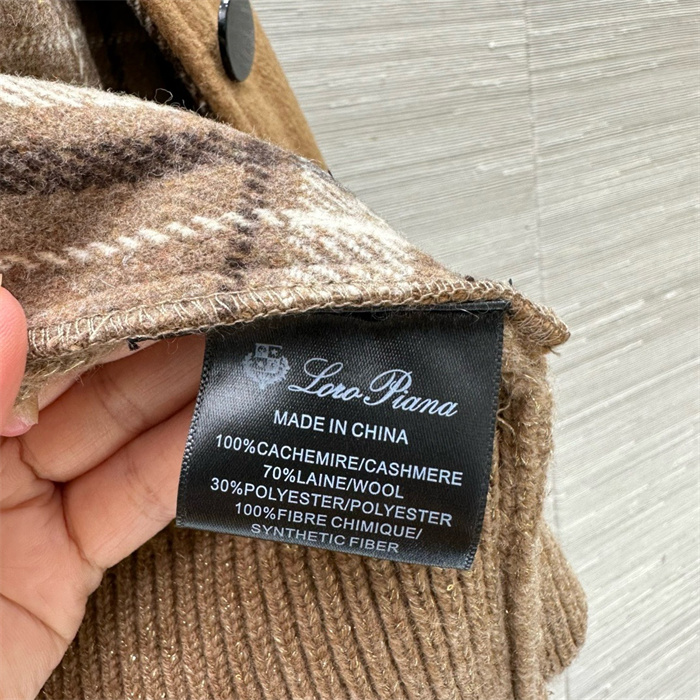 Loro Piana
MADE IN CHINA
100%CACHEMIRE/CASHMERE
70%LAINE/WOOL
30%POLYESTER/POLYESTER
100%FIBRE CHIMIQUE/
SYNTHETIC FIBER